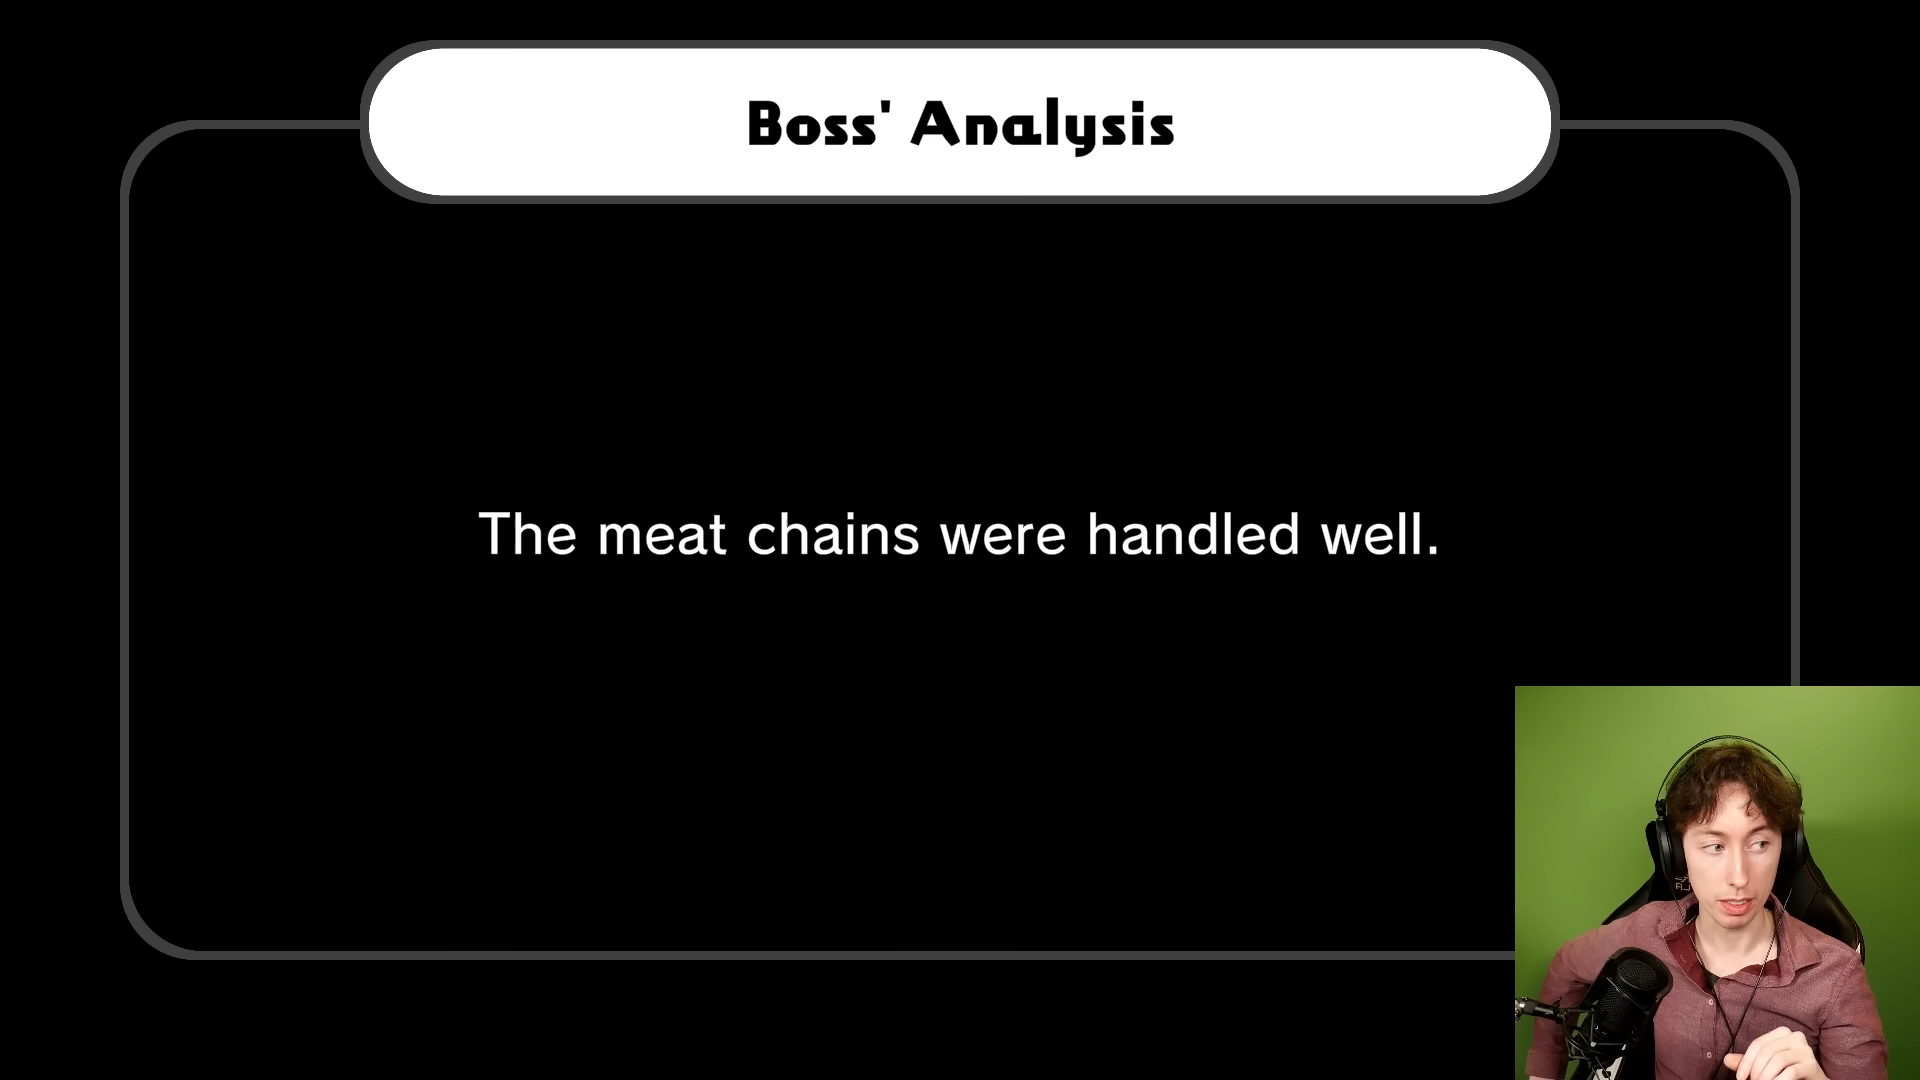 Boss' Analysis
The meat chains were handled well.